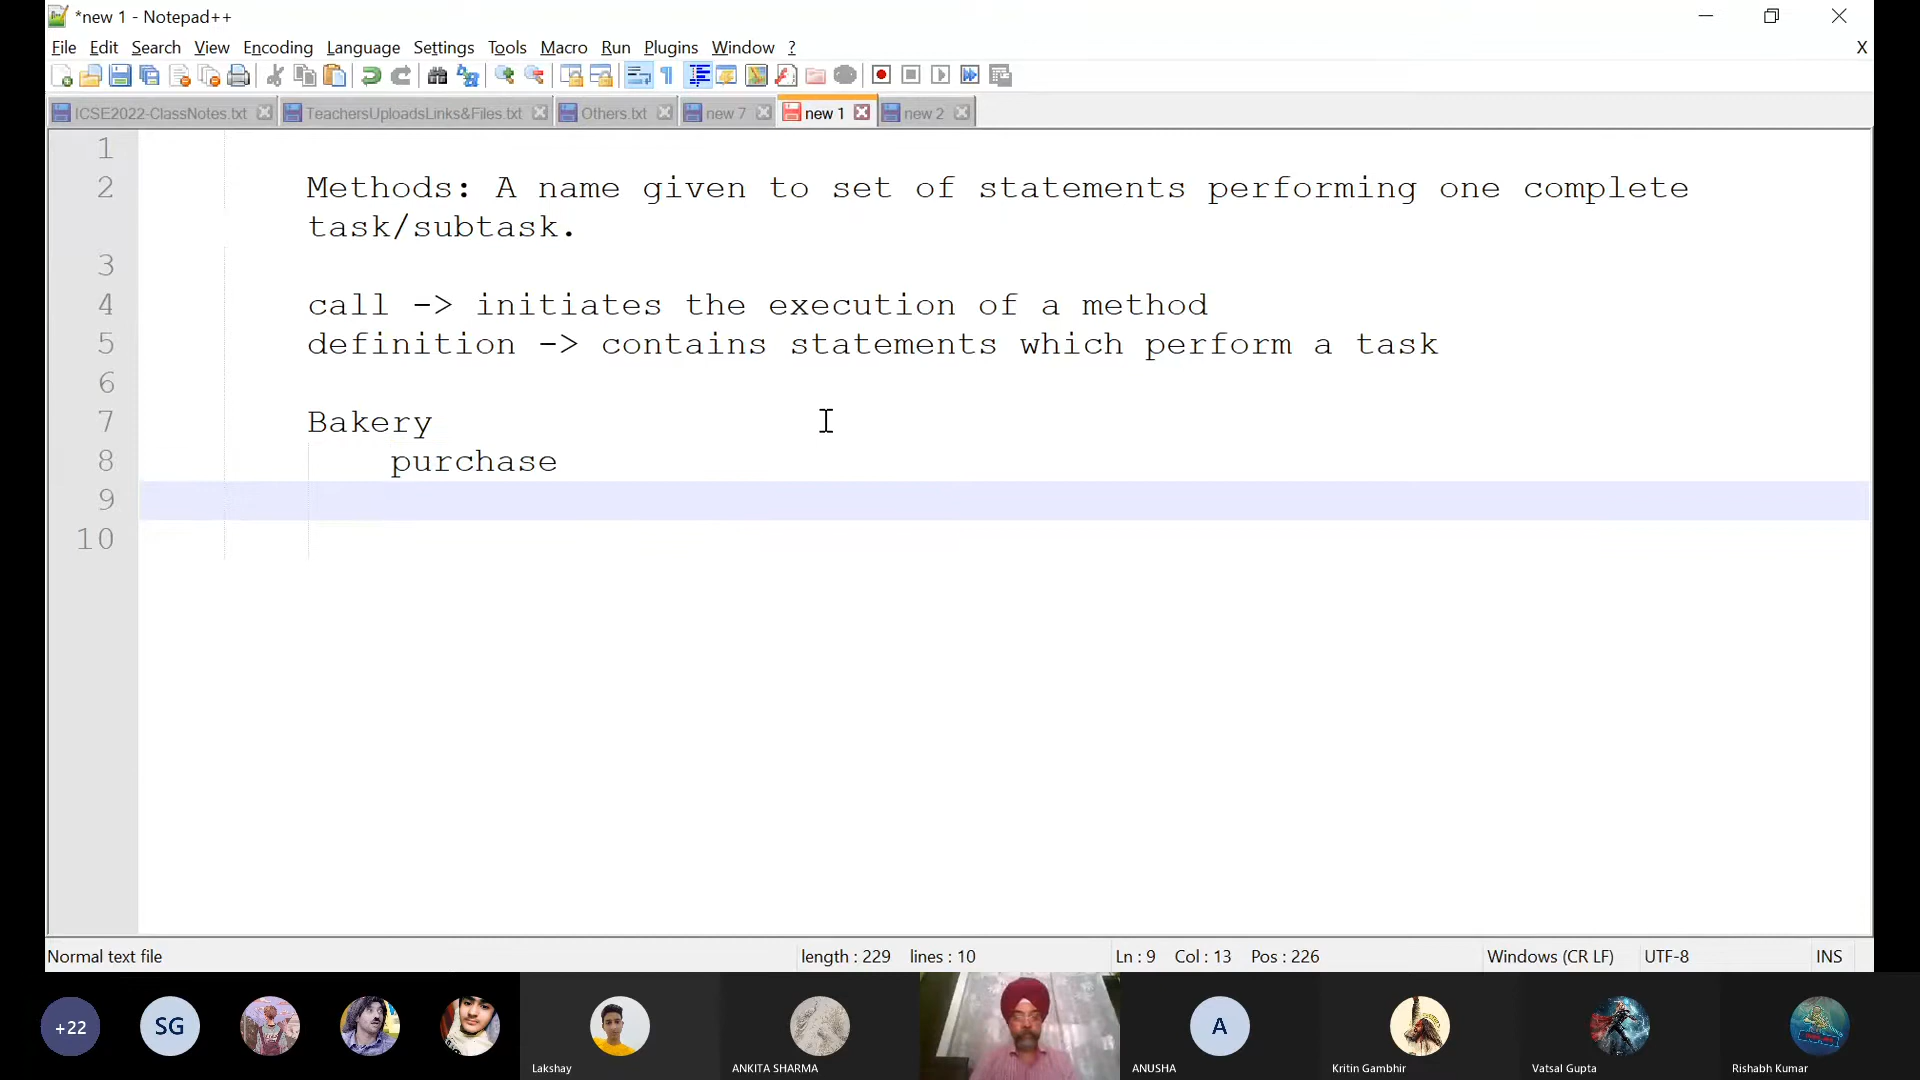 *new 1 - Notepad++
File Edit Search View Encoding Language Settings Tools Macro Run Plugins Window ? X
ICSE2022-ClassNotes.txt TeachersUploadsLinks&Files.txt Others.txt new 7 new 1 new 2
1
2 Methods: A name given to set of statements performing one complete
task/subtask.
3
4 call -> initiates the execution of a method
5 definition -> contains statements which perform a task
6
7 Bakery
8 purchase
9
10
Normal text file length : 229 lines : 10 Ln : 9 Col : 13 Pos : 226 Windows (CR LF) UTF-8 INS
+22 SG A
Lakshay ANKITA SHARMA ANUSHA Kritin Gambhir Vatsal Gupta Rishabh Kumar